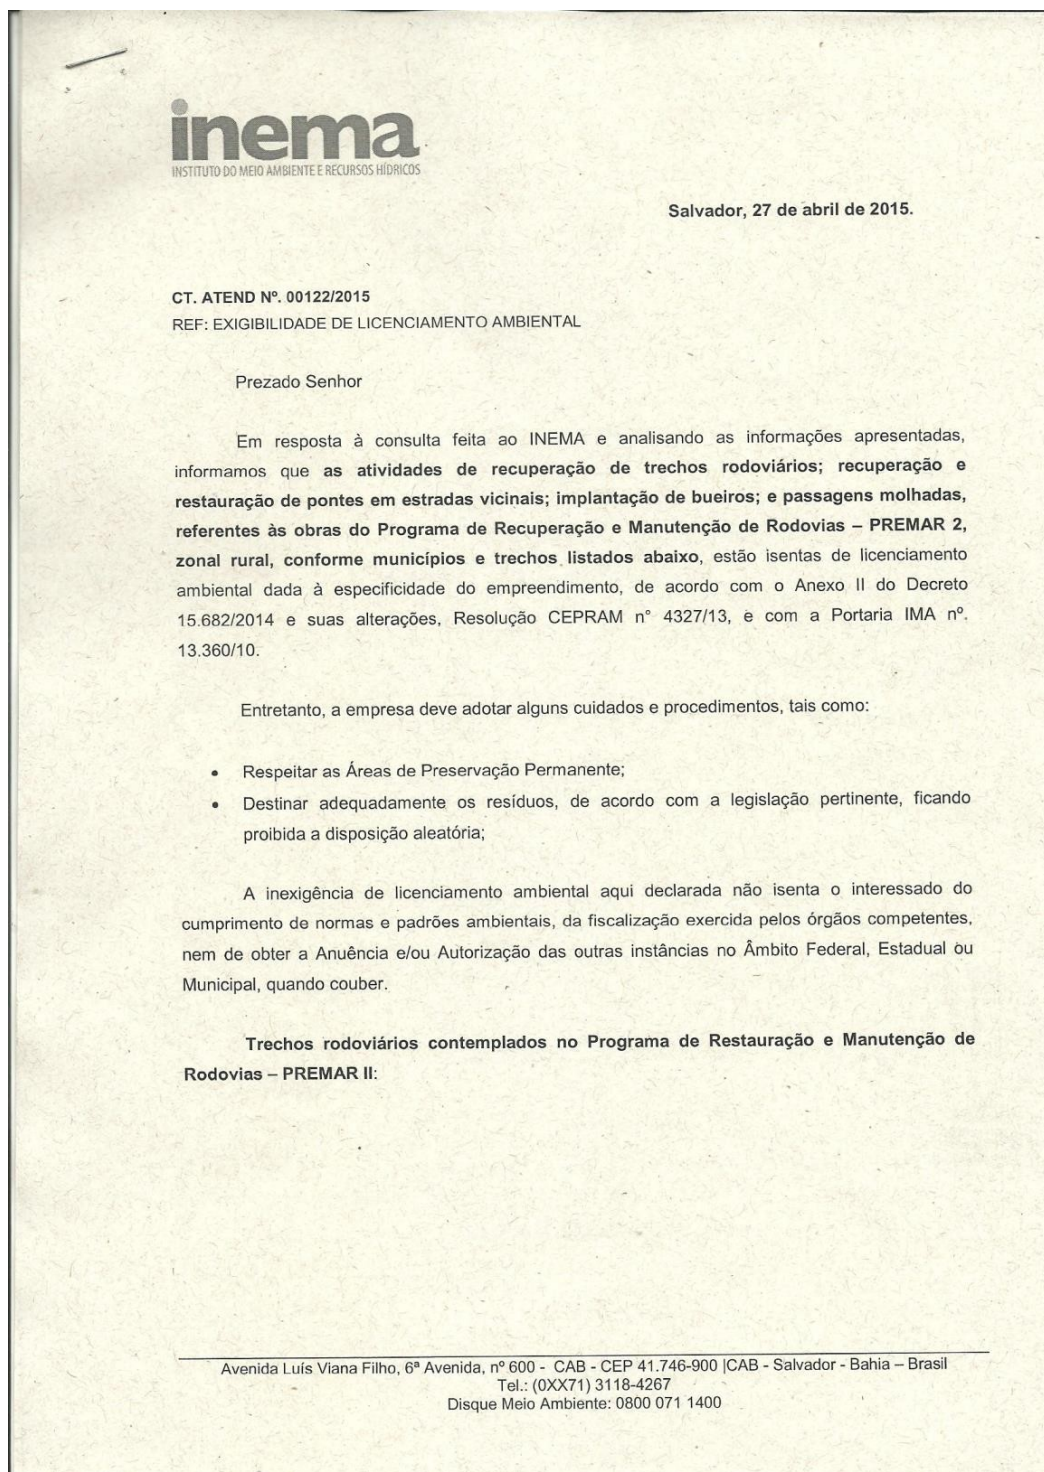 inema
INSTITUTO DO MEIO AMBIENTE E RECURSOS HÍDRICOS
Salvador, 27 de abril de 2015.
CT. ATEND Nº. 00122/2015
REF: EXIGIBILIDADE DE LICENCIAMENTO AMBIENTAL
Prezado Senhor
Em resposta à consulta feita ao INEMA e analisando as informações apresentadas,
informamos que as atividades de recuperação de trechos rodoviários; recuperação e
restauração de pontes em estradas vicinais; implantação de bueiros; e passagens molhadas,
referentes às obras do Programa de Recuperação e Manutenção de Rodovias – PREMAR 2,
zonal rural, conforme municípios e trechos listados abaixo, estão isentas de licenciamento
ambiental dada à especificidade do empreendimento, de acordo com o Anexo II do Decreto
15.682/2014 e suas alterações, Resolução CEPRAM n° 4327/13, e com a Portaria IMA nº.
13.360/10.
Entretanto, a empresa deve adotar alguns cuidados e procedimentos, tais como:
• Respeitar as Áreas de Preservação Permanente;
• Destinar adequadamente os resíduos, de acordo com a legislação pertinente, ficando
proibida a disposição aleatória;
A inexigência de licenciamento ambiental aqui declarada não isenta o interessado do
cumprimento de normas e padrões ambientais, da fiscalização exercida pelos órgãos competentes,
nem de obter a Anuência e/ou Autorização das outras instâncias no Âmbito Federal, Estadual ou
Municipal, quando couber.
Trechos rodoviários contemplados no Programa de Restauração e Manutenção de
Rodovias – PREMAR II:
Avenida Luís Viana Filho, 6ª Avenida, nº 600 - CAB - CEP 41.746-900 |CAB - Salvador - Bahia – Brasil
Tel.: (0XX71) 3118-4267
Disque Meio Ambiente: 0800 071 1400